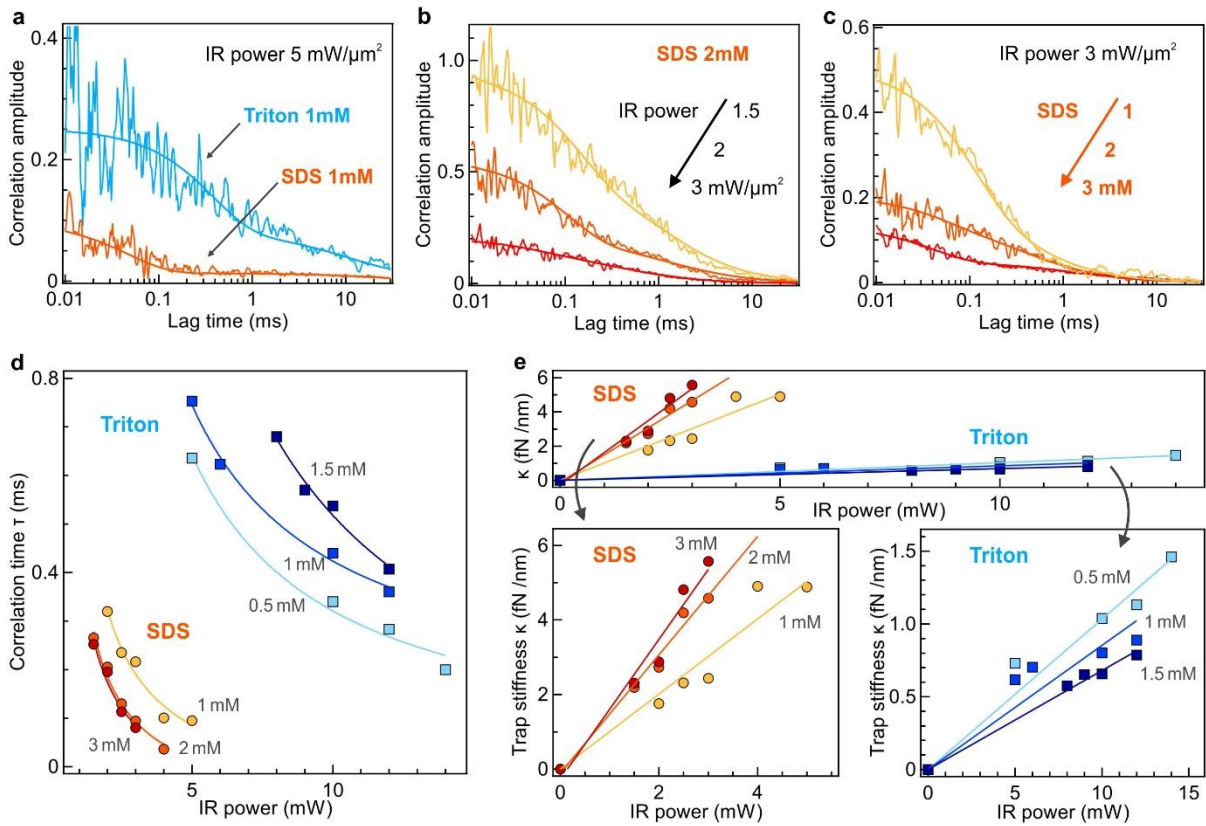 a
IR power 5 mW/µm²
Triton 1mM
SDS 1mM
Correlation amplitude
0.4
0.2
0
0.01
0.1
1
10
Lag time (ms)
b
SDS 2mM
IR power
1.5
2
3 mW/µm²
Correlation amplitude
1.0
0.5
0.0
0.01
0.1
1
10
Lag time (ms)
c
IR power 3 mW/µm²
SDS
1
2
3 mM
Correlation amplitude
0.6
0.4
0.2
0
0.01
0.1
1
10
Lag time (ms)
d
Triton
1.5 mM
1 mM
0.5 mM
SDS
1 mM
3 mM
2 mM
Correlation time τ (ms)
0.8
0.4
0
5
10
IR power (mW)
e
SDS
Triton
κ (fN /nm)
6
4
2
0
0
5
10
IR power (mW)
SDS
3 mM
2 mM
1 mM
Trap stiffness κ (fN /nm)
6
4
2
0
0
2
4
IR power (mW)
Triton
0.5 mM
1 mM
1.5 mM
Trap stiffness κ (fN /nm)
1.5
1.0
0.5
0.0
0
5
10
15
IR power (mW)